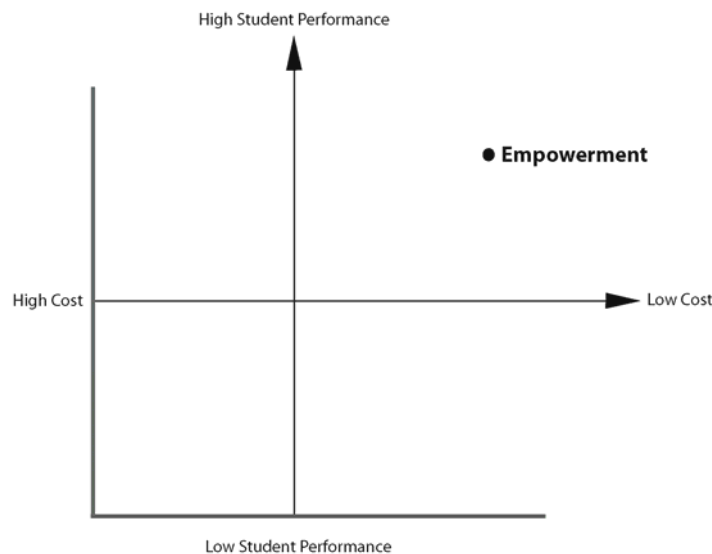 High Student Performance
Empowerment
High Cost
Low Cost
Low Student Performance